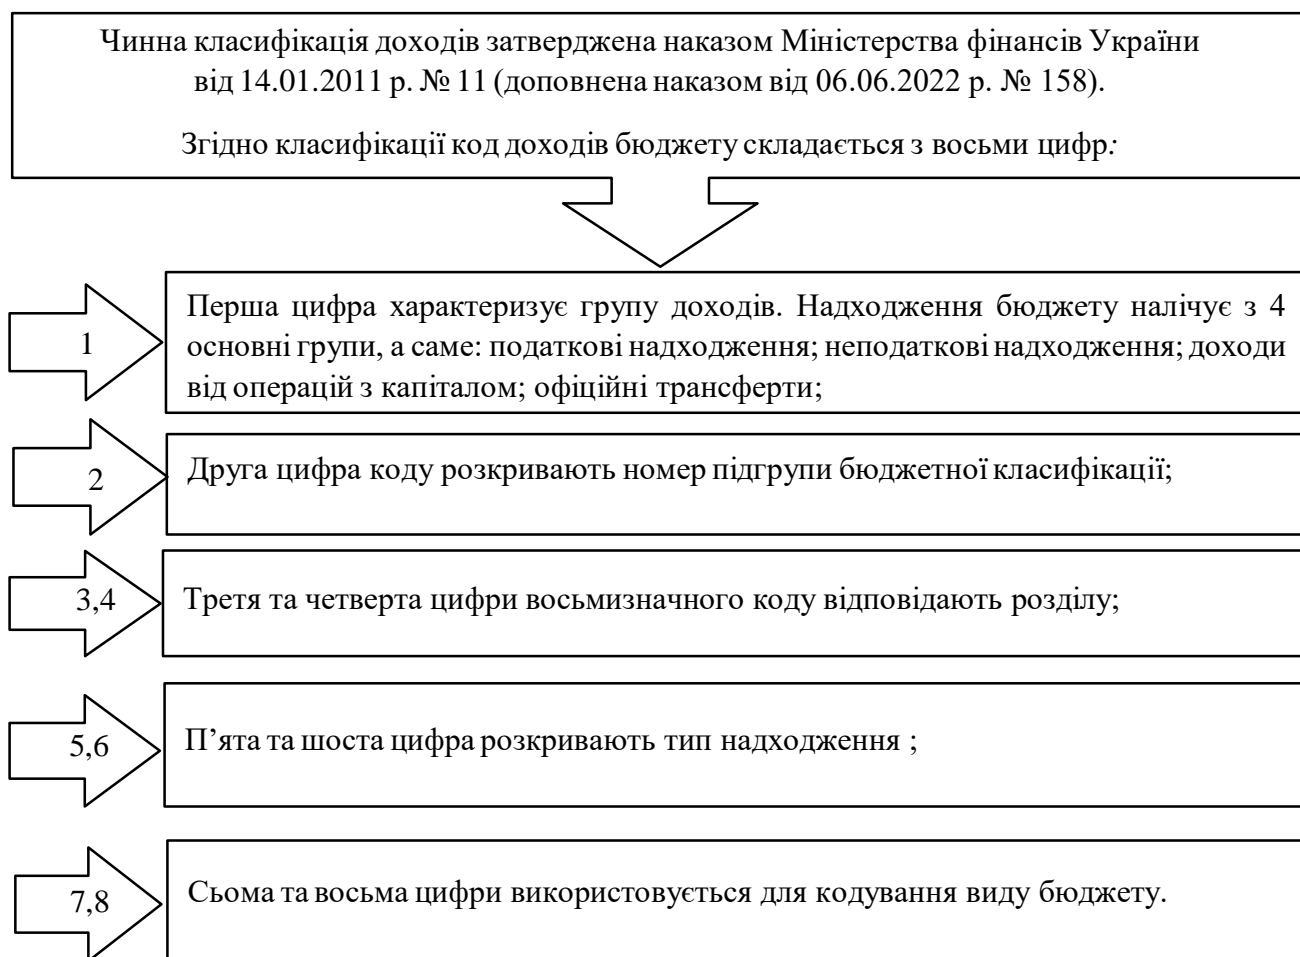 Чинна класифікація доходів затверджена наказом Міністерства фінансів України
від 14.01.2011 р. № 11 (доповнена наказом від 06.06.2022 р. № 158).
Згідно класифікації код доходів бюджету складається з восьми цифр:
1
Перша цифра характеризує групу доходів. Надходження бюджету налічує з 4
основні групи, а саме: податкові надходження; неподаткові надходження; доходи
від операцій з капіталом; офіційні трансферти;
2
Друга цифра коду розкривають номер підгрупи бюджетної класифікації;
3,4
Третя та четверта цифри восьмизначного коду відповідають розділу;
5,6
П’ята та шоста цифра розкривають тип надходження ;
7,8
Сьома та восьма цифри використовується для кодування виду бюджету.